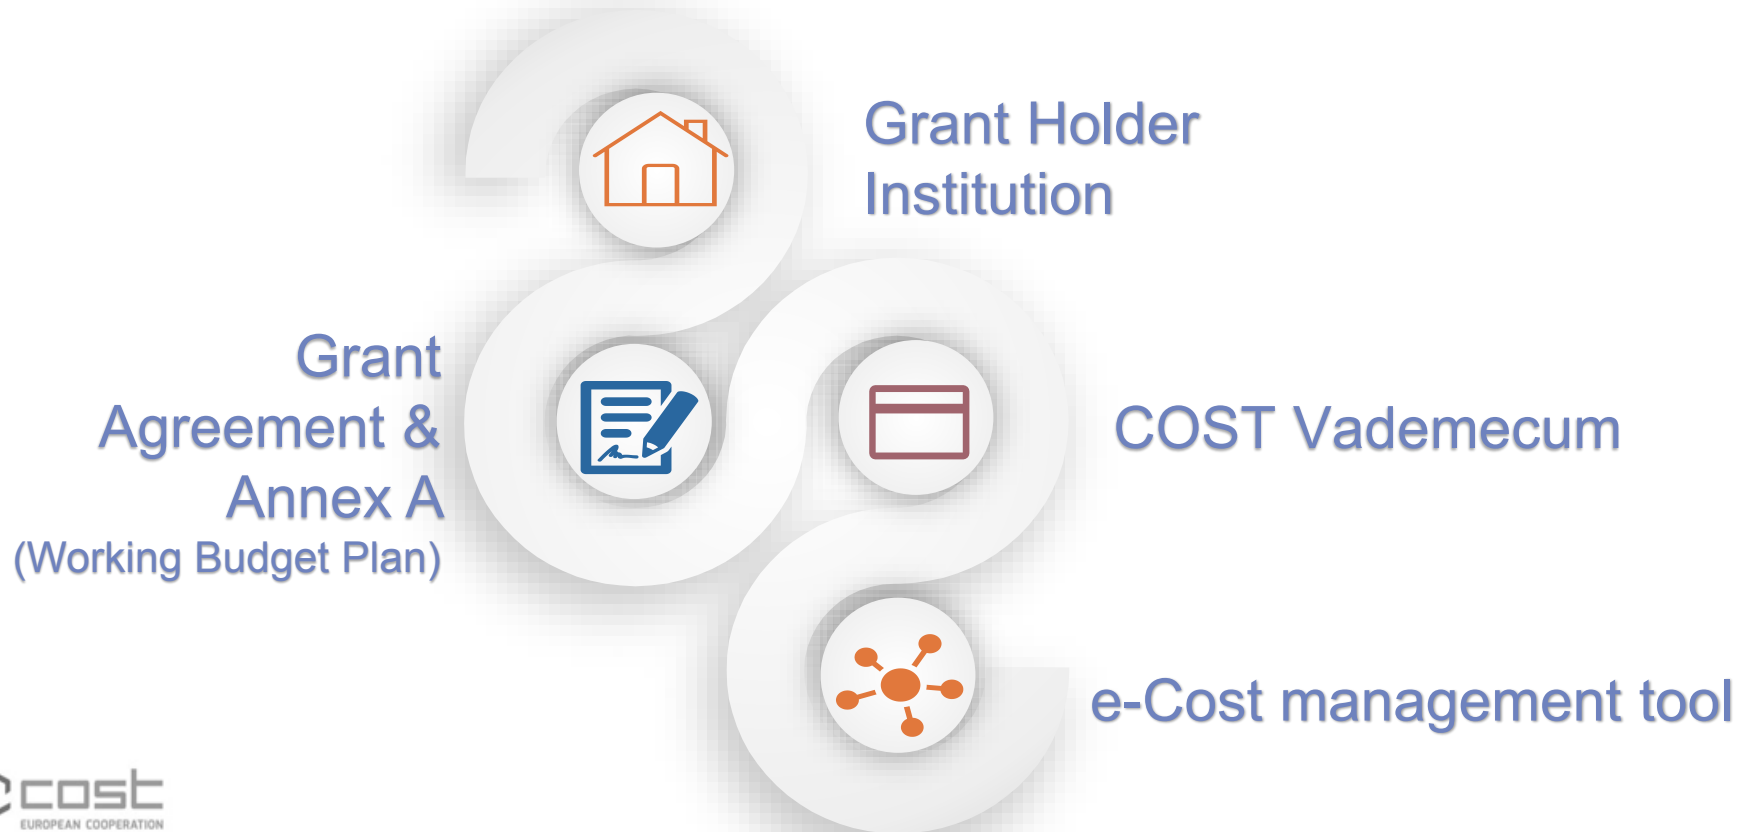 Grant Holder
Institution
Grant
Agreement &
Annex A
(Working Budget Plan)
COST Vademecum
e-Cost management tool
cost
EUROPEAN COOPERATION